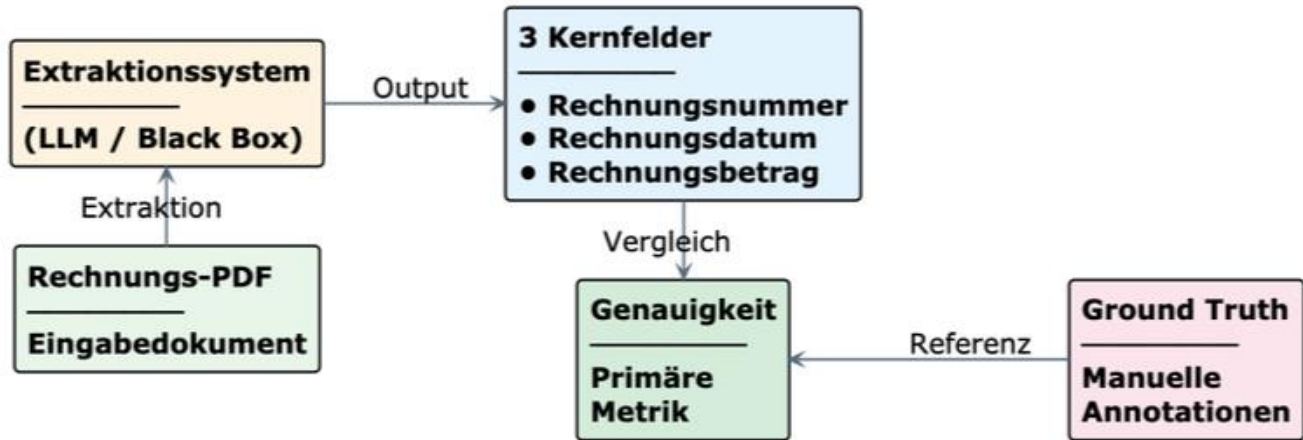 Extraktionssystem
(LLM / Black Box)
Output
3 Kernfelder
● Rechnungsnummer
● Rechnungsdatum
● Rechnungsbetrag
Extraktion
Rechnungs-PDF
Eingabedokument
Vergleich
Genauigkeit
Primäre
Metrik
Referenz
Ground Truth
Manuelle
Annotationen